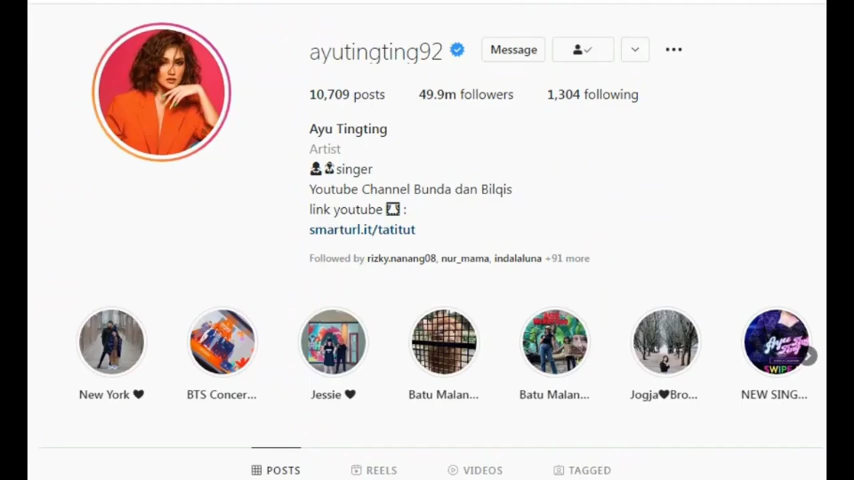 ayutingting92 Message
10,709 posts 49.9m followers 1,304 following
Ayu Tingting
Artist
singer
Youtube Channel Bunda dan Bilqis
link youtube :
smarturl.it/tatitut
Followed by rizky.nanang08, nur_mama, indalaluna +91 more
New York BTS Concer... Jessie Batu Malan... Batu Malan... Jogja Bro... NEW SING...
POSTS REELS VIDEOS TAGGED